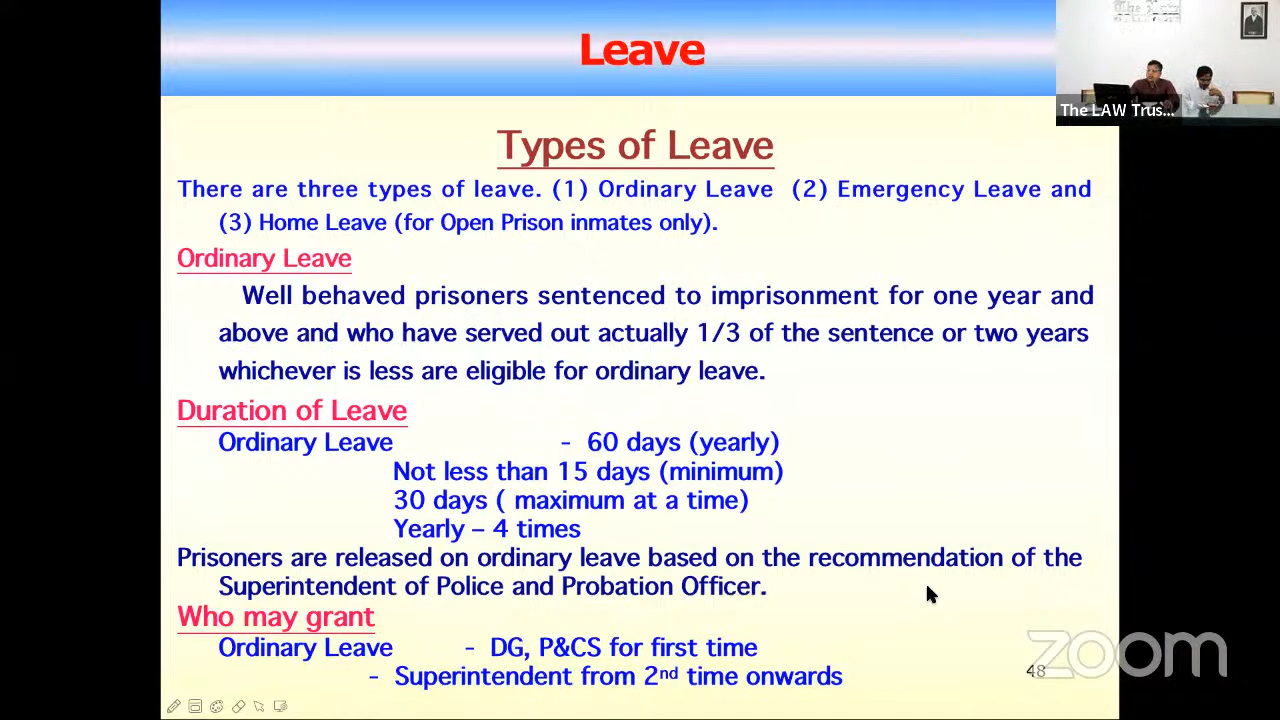 Leave
The LAW Trus...
Types of Leave
There are three types of leave. (1) Ordinary Leave (2) Emergency Leave and
(3) Home Leave (for Open Prison inmates only).
Ordinary Leave
Well behaved prisoners sentenced to imprisonment for one year and
above and who have served out actually 1/3 of the sentence or two years
whichever is less are eligible for ordinary leave.
Duration of Leave
Ordinary Leave - 60 days (yearly)
Not less than 15 days (minimum)
30 days ( maximum at a time)
Yearly – 4 times
Prisoners are released on ordinary leave based on the recommendation of the
Superintendent of Police and Probation Officer.
Who may grant
Ordinary Leave - DG, P&CS for first time
- Superintendent from 2nd time onwards
48
zoom